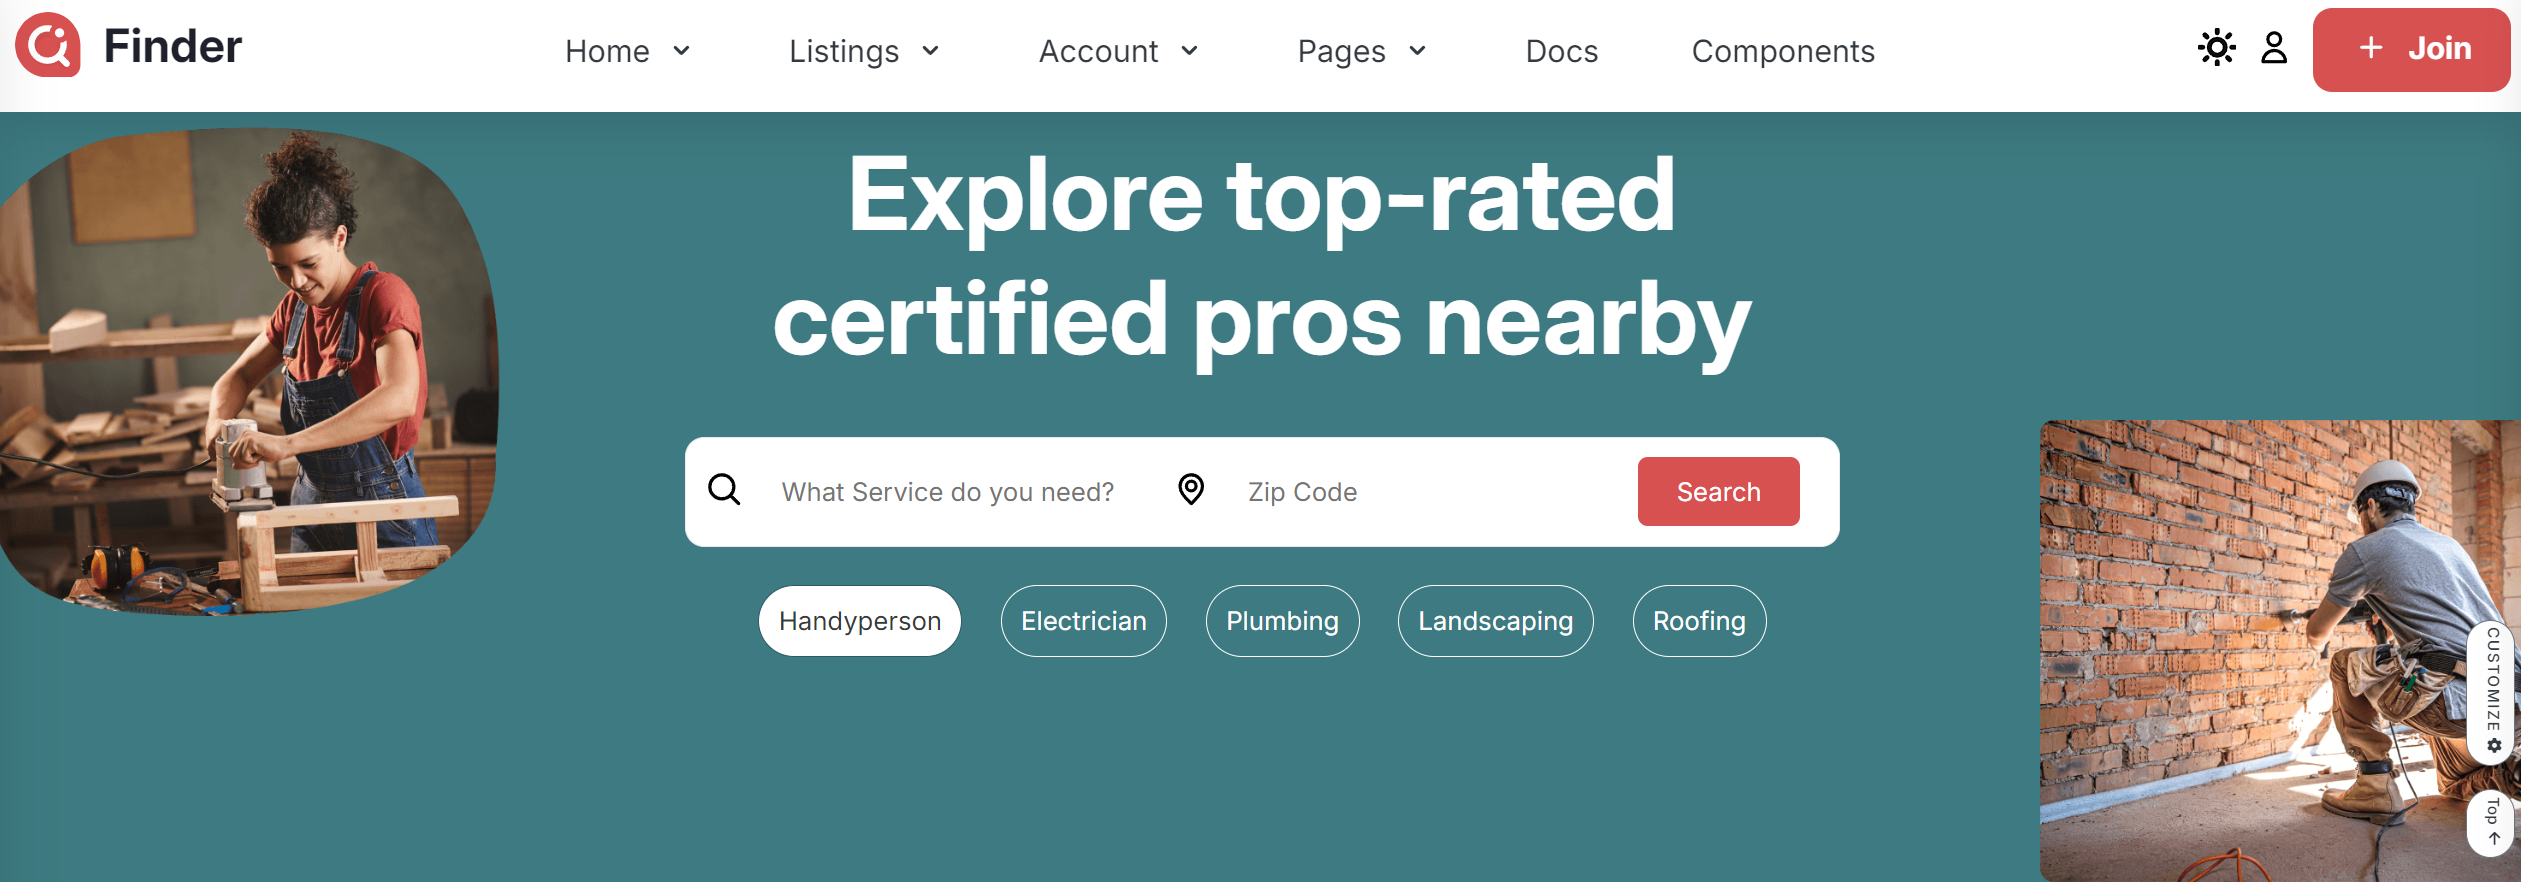 Finder
Home
Listings
Account
Pages
Docs
Components
+ Join
Explore top-rated
certified pros nearby
What Service do you need?
Zip Code
Search
Handyperson
Electrician
Plumbing
Landscaping
Roofing
CUSTOMIZE
Top